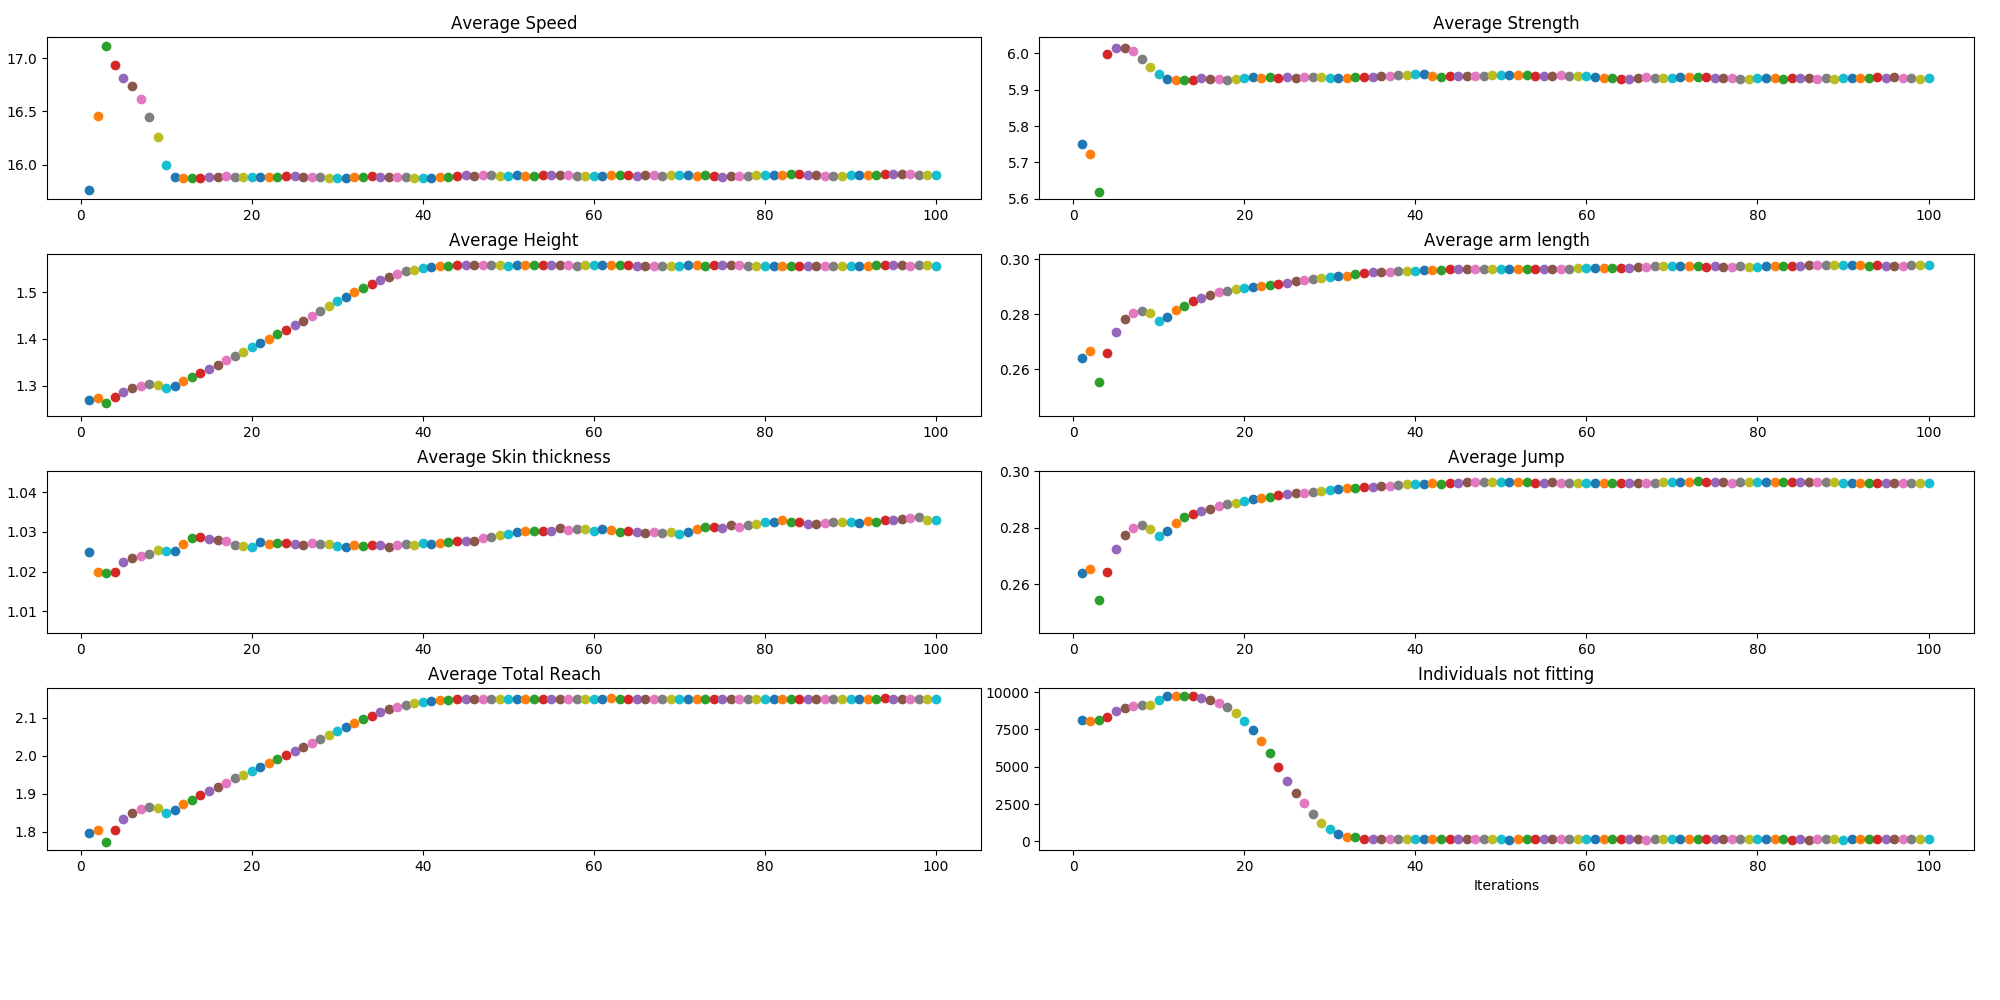 Average Speed
17.0
16.5
16.0
0 20 40 60 80 100
Average Strength
6.0
5.9
5.8
5.7
5.6
0 20 40 60 80 100
Average Height
1.5
1.4
1.3
0 20 40 60 80 100
Average arm length
0.30
0.28
0.26
0 20 40 60 80 100
Average Skin thickness
1.04
1.03
1.02
1.01
0 20 40 60 80 100
Average Jump
0.30
0.28
0.26
0 20 40 60 80 100
Average Total Reach
2.1
2.0
1.9
1.8
0 20 40 60 80 100
Individuals not fitting
10000
7500
5000
2500
0
0 20 40 60 80 100
Iterations